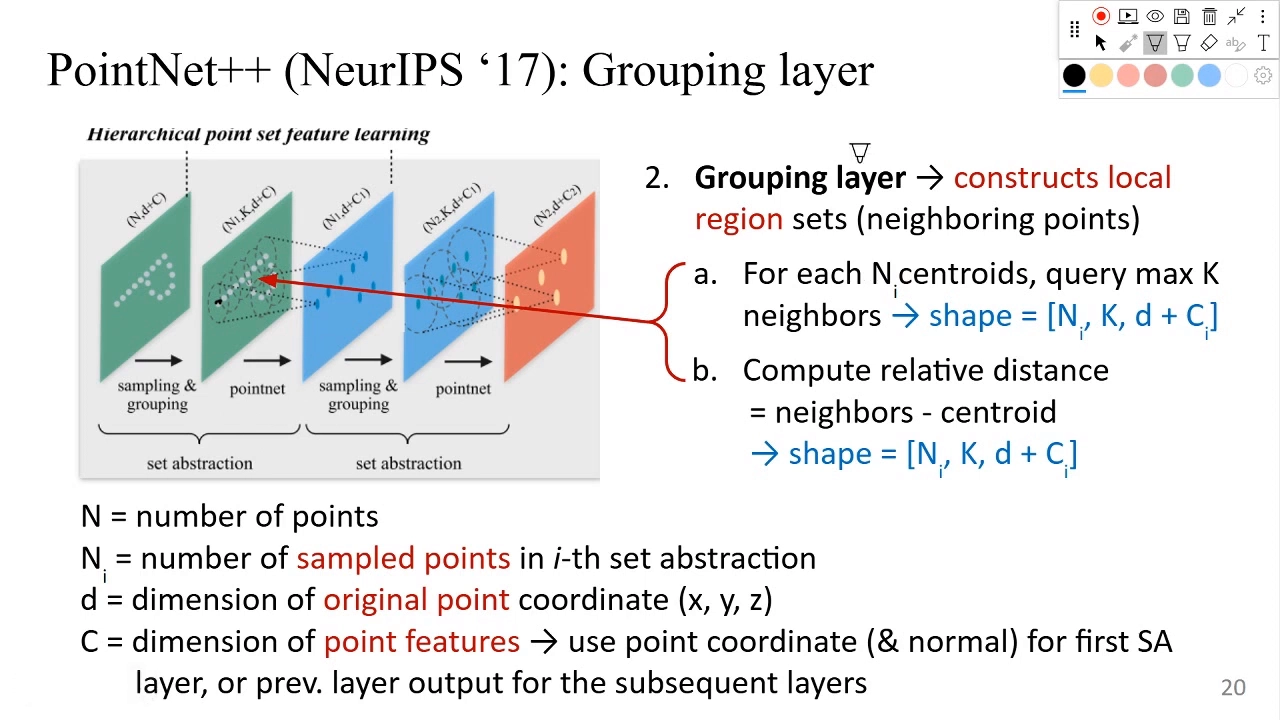 PointNet++ (NeurIPS ‘17): Grouping layer
Hierarchical point set feature learning
(N,d+C)
(N1,K,d+C)
(N1,d+C1)
(N2,K,d+C1)
(N2,d+C2)
sampling &
grouping
pointnet
sampling &
grouping
pointnet
set abstraction
set abstraction
2. Grouping layer → constructs local
region sets (neighboring points)
a. For each Ni centroids, query max K
neighbors → shape = [Ni, K, d + Ci]
b. Compute relative distance
= neighbors - centroid
→ shape = [Ni, K, d + Ci]
N = number of points
Ni = number of sampled points in i-th set abstraction
d = dimension of original point coordinate (x, y, z)
C = dimension of point features → use point coordinate (& normal) for first SA
layer, or prev. layer output for the subsequent layers
20
ab
T